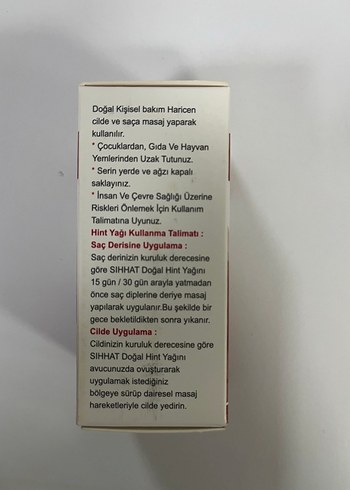 Doğal Kişisel bakım Haricen
cilde ve saça masaj yaparak
kullanılır.
* Çocuklardan, Gıda Ve Hayvan
Yemlerinden Uzak Tutunuz.
* Serin yerde ve ağzı kapalı
saklayınız.
* İnsan Ve Çevre Sağlığı Üzerine
Riskleri Önlemek İçin Kullanım
Talimatına Uyunuz.
Hint Yağı Kullanma Talimatı :
Saç Derisine Uygulama :
Saç derinizin kuruluk derecesine
göre SIHHAT Doğal Hint Yağını
15 gün / 30 gün arayla yatmadan
önce saç diplerine deriye masaj
yapılarak uygulanır.Bu şekilde bir
gece bekletildikten sonra yıkanır.
Cilde Uygulama :
Cildinizin kuruluk derecesine göre
SIHHAT Doğal Hint Yağını
avucunuzda ovuşturarak
uygulamak istediğiniz
bölgeye sürüp dairesel masaj
hareketleriyle cilde yedirin.